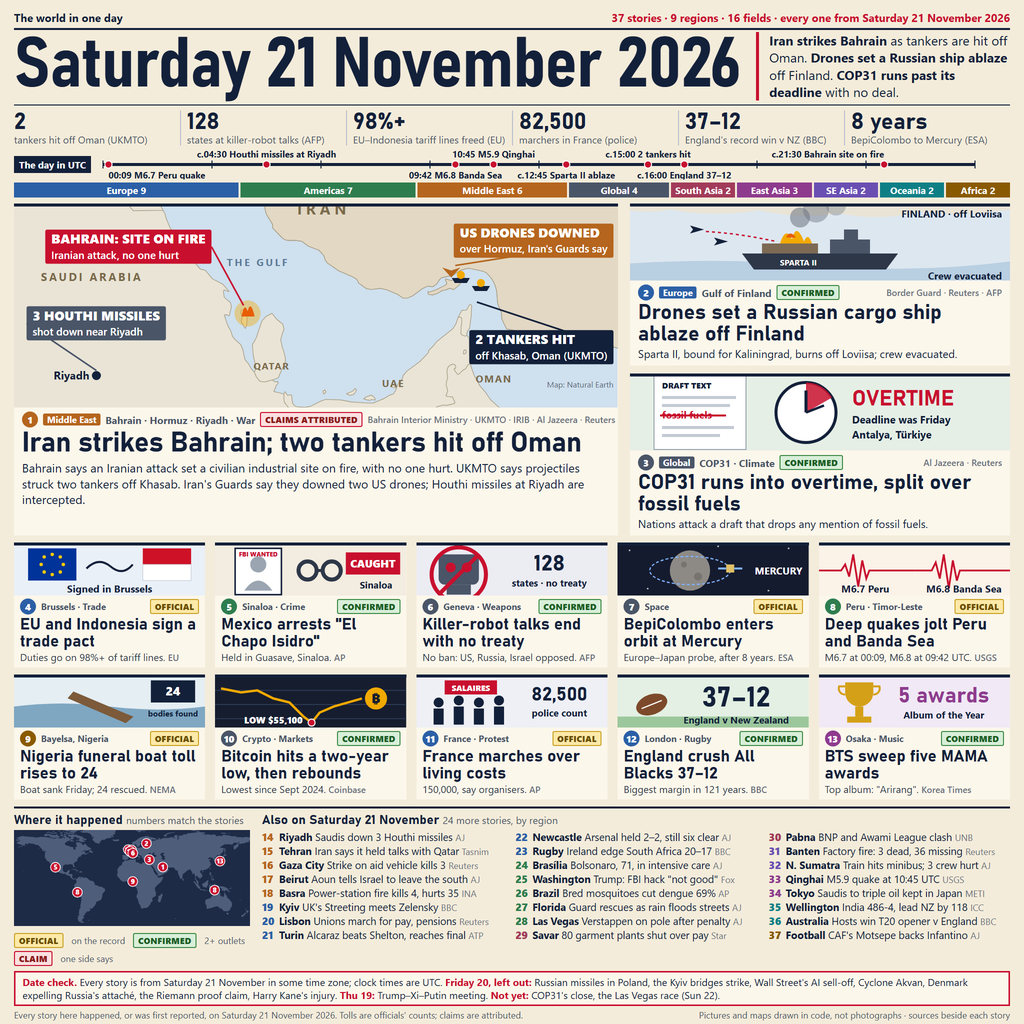 The world in one day
37 stories · 9 regions · 16 fields · every one from Saturday 21 November 2026
Saturday 21 November 2026
Iran strikes Bahrain as tankers are hit off
Oman. Drones set a Russian ship ablaze
off Finland. COP31 runs past its
deadline with no deal.
2
tankers hit off Oman (UKMTO)
128
states at killer-robot talks (AFP)
98%+
EU–Indonesia tariff lines freed (EU)
82,500
marchers in France (police)
37–12
England's record win v NZ (BBC)
8 years
BepiColombo to Mercury (ESA)
The day in UTC
c.04:30 Houthi missiles at Riyadh
10:45 M5.9 Qinghai
c.15:00 2 tankers hit
c.21:30 Bahrain site on fire
00:09 M6.7 Peru quake
09:42 M6.8 Banda Sea
c.12:45 Sparta II ablaze
c.16:00 England 37–12
Europe 9
Americas 7
Middle East 6
Global 4
South Asia 2
East Asia 3
SE Asia 2
Oceania 2
Africa 2
IRAN
BAHRAIN: SITE ON FIRE
Iranian attack, no one hurt
US DRONES DOWNED
over Hormuz, Iran's Guards say
THE GULF
SAUDI ARABIA
3 HOUTHI MISSILES
shot down near Riyadh
2 TANKERS HIT
off Khasab, Oman (UKMTO)
Riyadh
QATAR
UAE
OMAN
Map: Natural Earth
1 Middle East Bahrain · Hormuz · Riyadh · War CLAIMS ATTRIBUTED Bahrain Interior Ministry · UKMTO · IRIB · Al Jazeera · Reuters
Iran strikes Bahrain; two tankers hit off Oman
Bahrain says an Iranian attack set a civilian industrial site on fire, with no one hurt. UKMTO says projectiles
struck two tankers off Khasab. Iran's Guards say they downed two US drones; Houthi missiles at Riyadh are
intercepted.
FINLAND · off Loviisa
SPARTA II
Crew evacuated
2 Europe Gulf of Finland CONFIRMED Border Guard · Reuters · AFP
Drones set a Russian cargo ship
ablaze off Finland
Sparta II, bound for Kaliningrad, burns off Loviisa; crew evacuated.
DRAFT TEXT
fossil fuels
OVERTIME
Deadline was Friday
Antalya, Türkiye
3 Global COP31 · Climate CONFIRMED Al Jazeera · Reuters
COP31 runs into overtime, split over
fossil fuels
Nations attack a draft that drops any mention of fossil fuels.
Signed in Brussels
4 Brussels · Trade OFFICIAL
EU and Indonesia sign a
trade pact
Duties go on 98%+ of tariff lines. EU
FBI WANTED
CAUGHT
Sinaloa
5 Sinaloa · Crime CONFIRMED
Mexico arrests "El
Chapo Isidro"
Held in Guasave, Sinaloa. AP
128
states · no treaty
6 Geneva · Weapons CONFIRMED
Killer-robot talks end
with no treaty
No ban: US, Russia, Israel opposed. AFP
MERCURY
7 Space OFFICIAL
BepiColombo enters
orbit at Mercury
Europe–Japan probe, after 8 years. ESA
M6.7 Peru
M6.8 Banda Sea
8 Peru · Timor-Leste OFFICIAL
Deep quakes jolt Peru
and Banda Sea
M6.7 at 00:09, M6.8 at 09:42 UTC. USGS
24
bodies found
9 Bayelsa, Nigeria OFFICIAL
Nigeria funeral boat toll
rises to 24
Boat sank Friday; 24 rescued. NEMA
LOW $55,100
₿
10 Crypto · Markets CONFIRMED
Bitcoin hits a two-year
low, then rebounds
Lowest since Sept 2024. Coinbase
SALAIRES
82,500
police count
11 France · Protest OFFICIAL
France marches over
living costs
150,000, say organisers. AP
37–12
England v New Zealand
12 London · Rugby CONFIRMED
England crush All
Blacks 37–12
Biggest margin in 121 years. BBC
5 awards
Album of the Year
13 Osaka · Music CONFIRMED
BTS sweep five MAMA
awards
Top album: "Arirang". Korea Times
Where it happened numbers match the stories
2
3
13
5
1
9
8
8
OFFICIAL on the record CONFIRMED 2+ outlets
CLAIM one side says
Also on Saturday 21 November 24 more stories, by region
14 Riyadh Saudis down 3 Houthi missiles AJ
15 Tehran Iran says it held talks with Qatar Tasnim
16 Gaza City Strike on aid vehicle kills 3 Reuters
17 Beirut Aoun tells Israel to leave the south AJ
18 Basra Power-station fire kills 4, hurts 35 INA
19 Kyiv UK's Streeting meets Zelensky BBC
20 Lisbon Unions march for pay, pensions Reuters
21 Turin Alcaraz beats Shelton, reaches final ATP
22 Newcastle Arsenal held 2–2, still six clear AJ
23 Rugby Ireland edge South Africa 20–17 BBC
24 Brasília Bolsonaro, 71, in intensive care AJ
25 Washington Trump: FBI hack "not good" Fox
26 Brazil Bred mosquitoes cut dengue 69% AP
27 Florida Guard rescues as rain floods streets AJ
28 Las Vegas Verstappen on pole after penalty AJ
29 Savar 80 garment plants shut over pay Star
30 Pabna BNP and Awami League clash UNB
31 Banten Factory fire: 3 dead, 36 missing Reuters
32 N. Sumatra Train hits minibus; 3 crew hurt AJ
33 Qinghai M5.9 quake at 10:45 UTC USGS
34 Tokyo Saudis to triple oil kept in Japan METI
35 Wellington India 486-4, lead NZ by 118 ICC
36 Australia Hosts win T20 opener v England BBC
37 Football CAF's Motsepe backs Infantino AJ
Date check. Every story is from Saturday 21 November in some time zone; clock times are UTC. Friday 20, left out: Russian missiles in Poland, the Kyiv bridges strike, Wall Street's AI sell-off, Cyclone Akvan, Denmark
expelling Russia's attaché, the Riemann proof claim, Harry Kane's injury. Thu 19: Trump–Xi–Putin meeting. Not yet: COP31's close, the Las Vegas race (Sun 22).
Every story here happened, or was first reported, on Saturday 21 November 2026. Tolls are officials' counts; claims are attributed.
Pictures and maps drawn in code, not photographs · sources beside each story